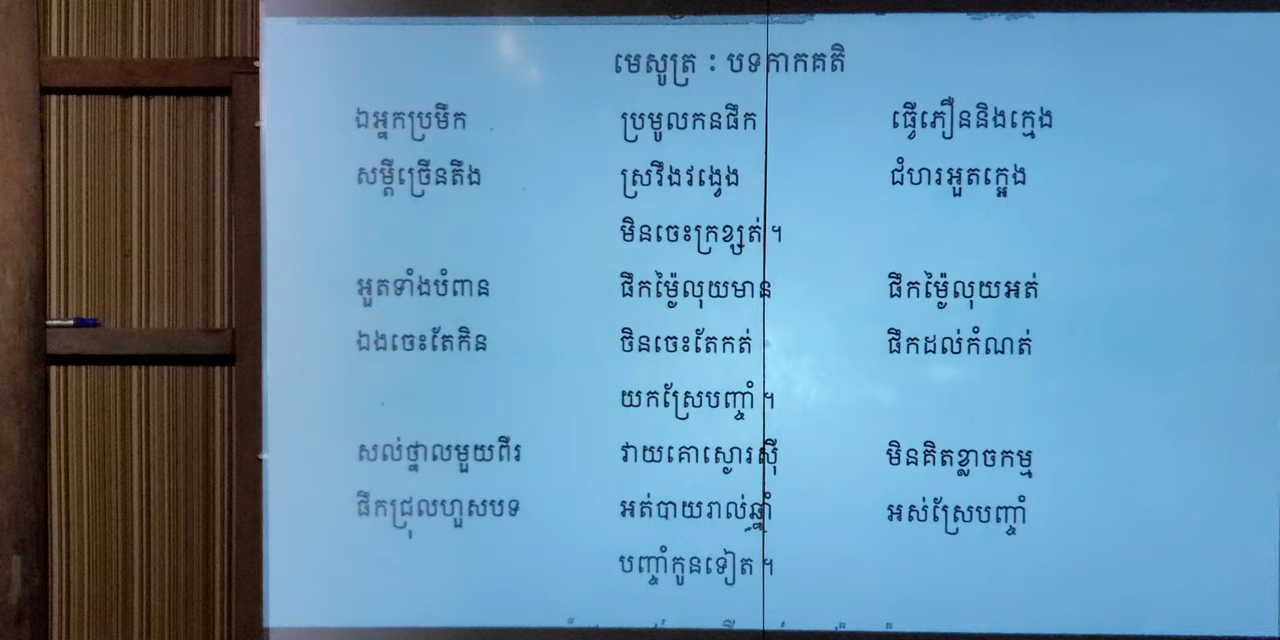 មេសូត្រ ៖ បទកាកគតិ
ឯអ្នកប្រមឹក ប្រមូលកនផឹក ធ្វើភឿននិងក្មេង
សម្ដីច្រើនតឹង ស្រវឹងវង្វេង ជំហរអួតក្អេង
មិនចេះក្រខ្សត់ ។
អួតទាំងបំពាន ផឹកម្ល៉ៃលុយមាន ផឹកម្ល៉ៃលុយអត់
ឯងចេះតែកិន ចិនចេះតែកត់ ផឹកដល់កំណត់
យកស្រែបញ្ចាំ ។
សល់ថ្នាលមួយពីរ វាយគោស្ងោរស៊ី មិនគិតខ្លាចកម្ម
ផឹកជ្រុលហួសបទ អត់បាយរាល់ឆ្នាំ អស់ស្រែបញ្ចាំ
បញ្ចាំកូនទៀត ។